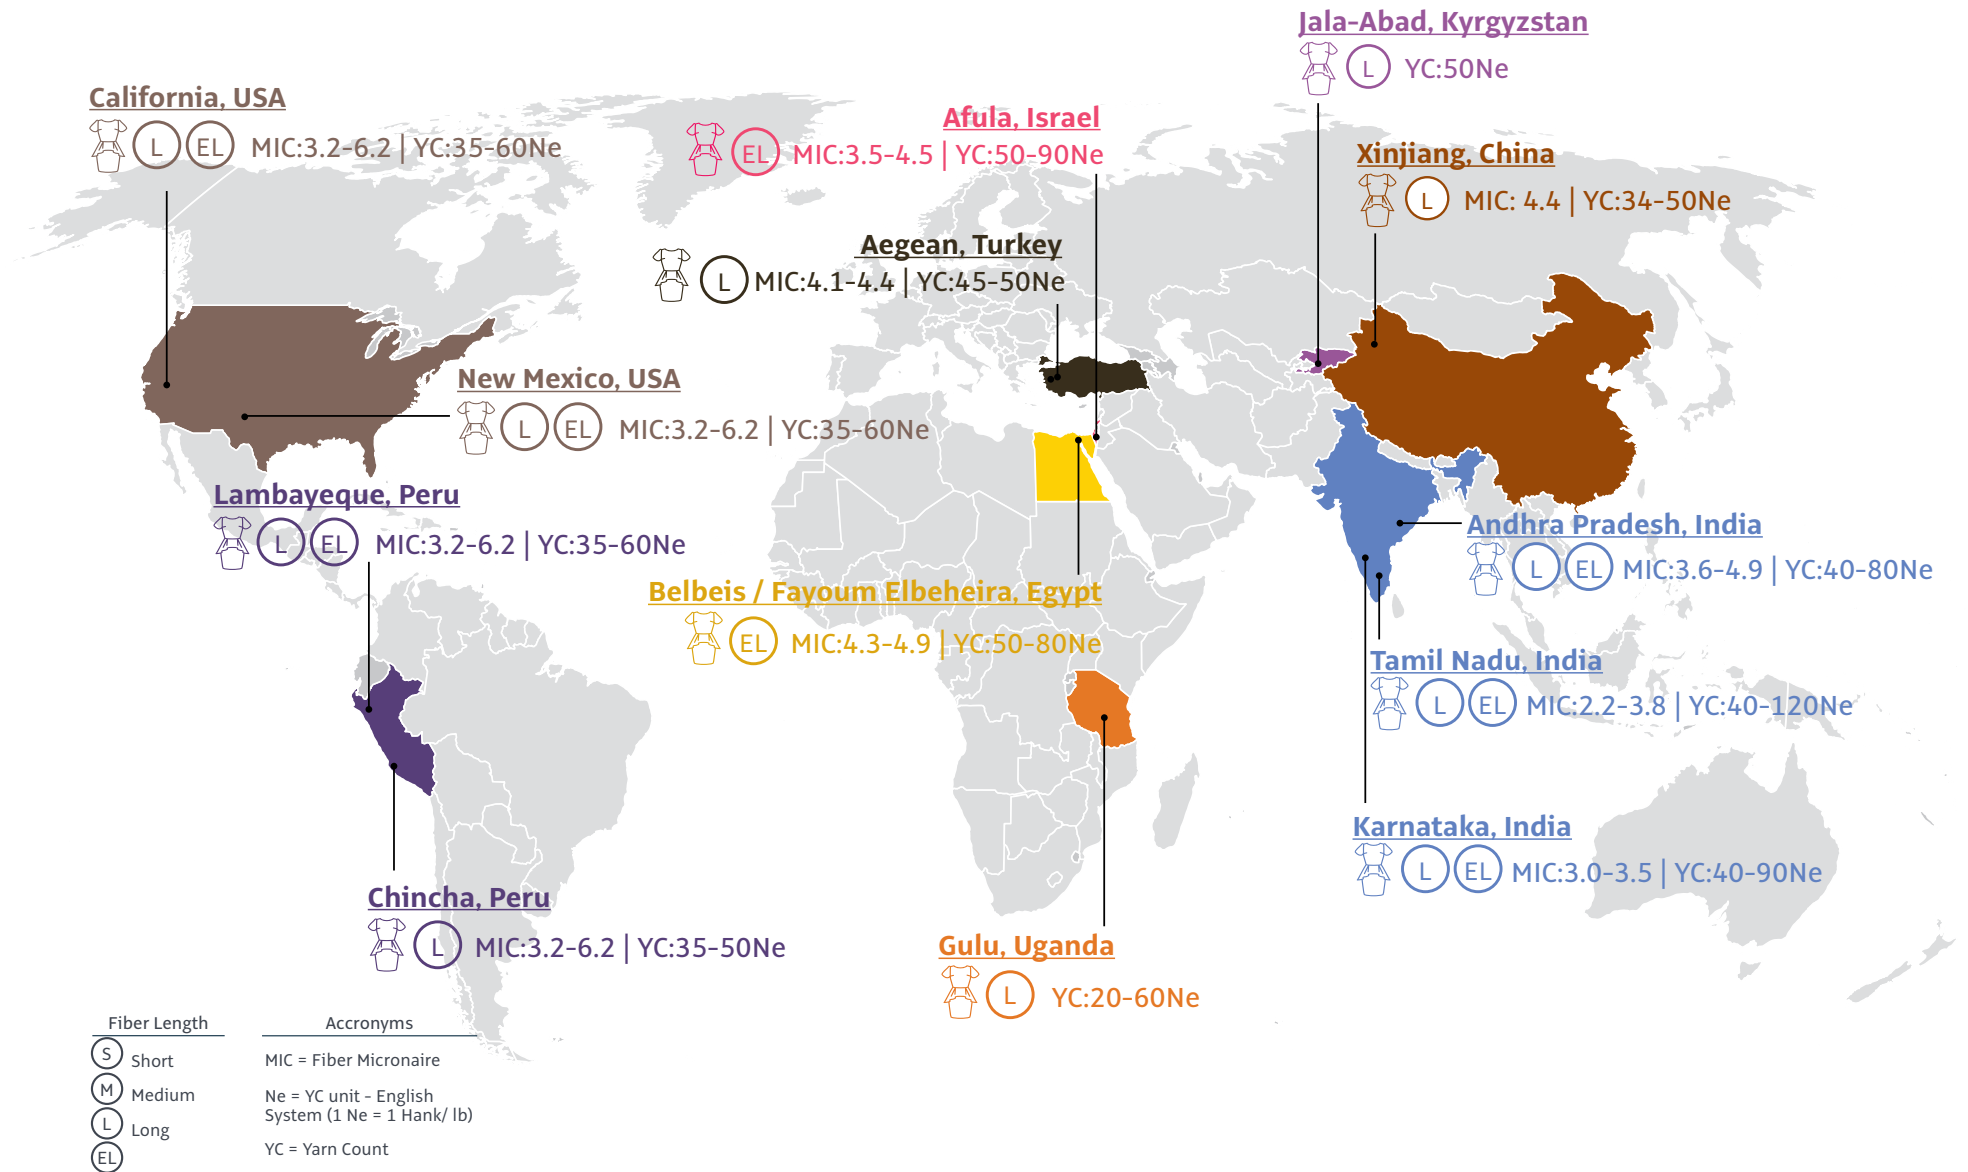 Jala-Abad, Kyrgyzstan
L YC:50Ne
California, USA
L EL MIC:3.2-6.2 | YC:35-60Ne
Afula, Israel
EL MIC:3.5-4.5 | YC:50-90Ne
Xinjiang, China
L MIC: 4.4 | YC:34-50Ne
Aegean, Turkey
L MIC:4.1-4.4 | YC:45-50Ne
New Mexico, USA
L EL MIC:3.2-6.2 | YC:35-60Ne
Lambayeque, Peru
L EL MIC:3.2-6.2 | YC:35-60Ne
Andhra Pradesh, India
L EL MIC:3.6-4.9 | YC:40-80Ne
Belbeis / Fayoum Elbeheira, Egypt
EL MIC:4.3-4.9 | YC:50-80Ne
Tamil Nadu, India
L EL MIC:2.2-3.8 | YC:40-120Ne
Karnataka, India
L EL MIC:3.0-3.5 | YC:40-90Ne
Chincha, Peru
L MIC:3.2-6.2 | YC:35-50Ne
Gulu, Uganda
L YC:20-60Ne
Fiber Length
S Short
M Medium
L Long
EL
Accronyms
MIC = Fiber Micronaire
Ne = YC unit - English
System (1 Ne = 1 Hank/ lb)
YC = Yarn Count